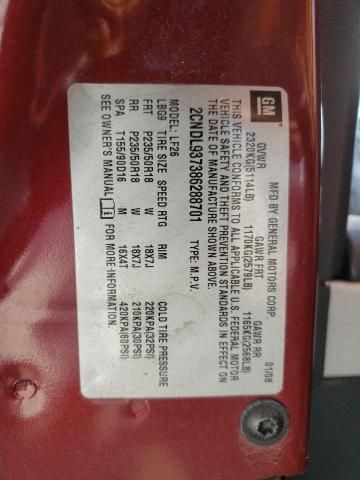 GM
MFD BY GENERAL MOTORS CORP. 01/08
GVWR GAWR FRT GAWR RR
2320KG(5114LB) 1170KG(2579LB) 1165KG(2568LB)
THIS VEHICLE CONFORMS TO ALL APPLICABLE U.S. FEDERAL MOTOR
VEHICLE SAFETY AND THEFT PREVENTION STANDARDS IN EFFECT ON
THE DATE OF MANUFACTURE SHOWN ABOVE.
2CNDL937386288701 TYPE: M.P.V.
MODEL: LF26
LBG9 TIRE SIZE SPEED RTG RIM COLD TIRE PRESSURE
FRT P235/50R18 W 18X7J 220KPA(32PSI)
RR P235/50R18 W 18X7J 210KPA(30PSI)
SPA T155/90D16 M 16X4T 420KPA(60PSI)
SEE OWNER'S MANUAL FOR MORE INFORMATION.